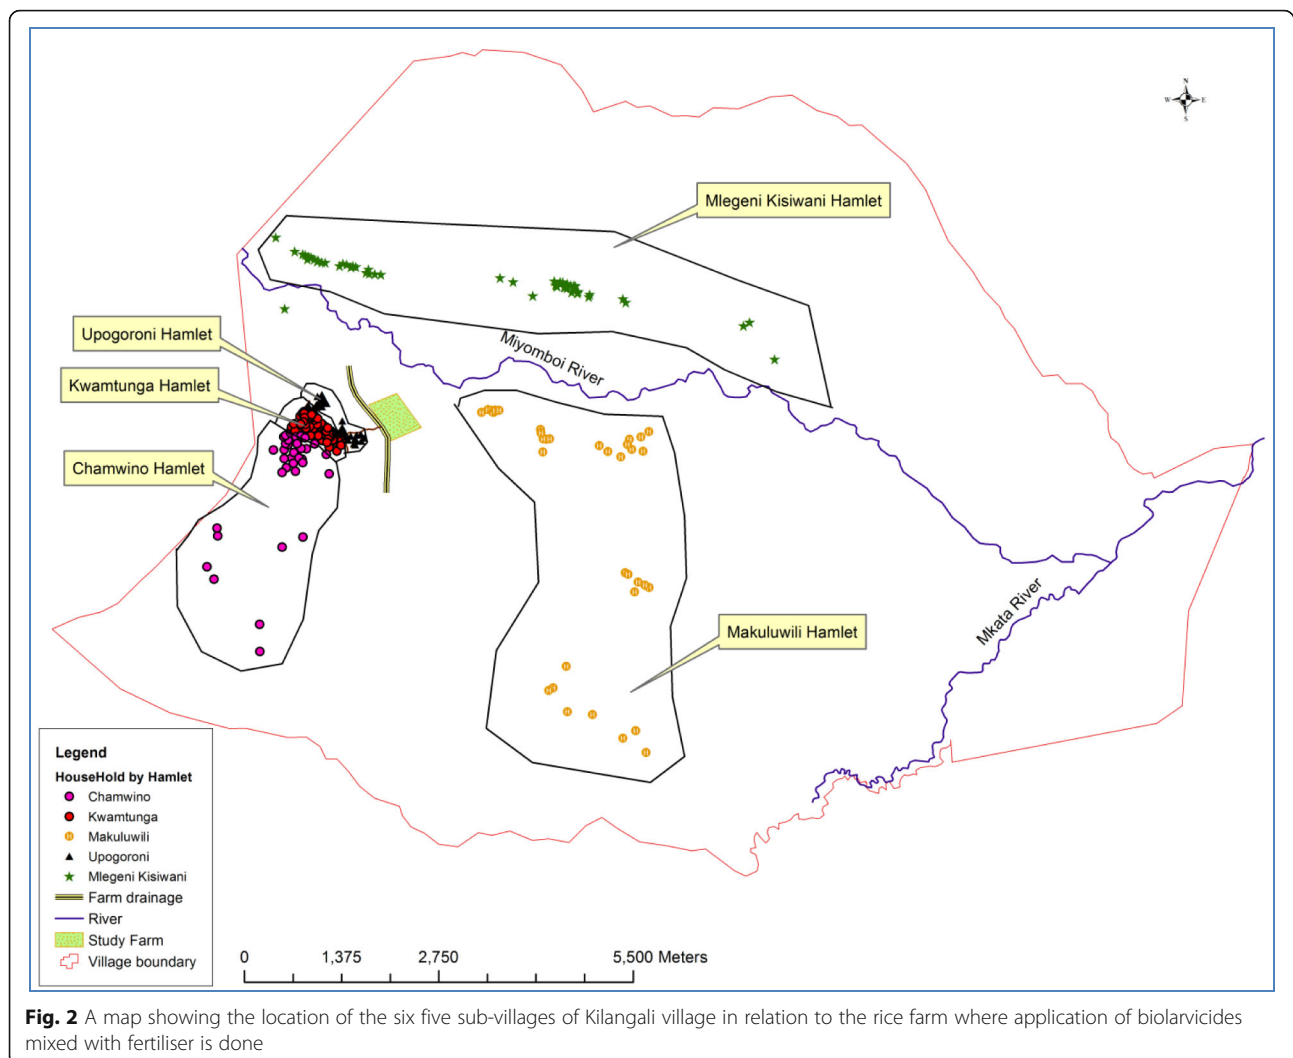 N
W E
S
Mlegeni Kisiwani Hamlet
Upogoroni Hamlet
Miyomboi River
Kwamtunga Hamlet
Chamwino Hamlet
Mkata River
Makuluwili Hamlet
Legend
HouseHold by Hamlet
Chamwino
Kwamtunga
Makuluwili
Upogoroni
Mlegeni Kisiwani
Farm drainage
River
Study Farm
Village boundary
0 1,375 2,750 5,500 Meters
Fig. 2 A map showing the location of the six five sub-villages of Kilangali village in relation to the rice farm where application of biolarvicides
mixed with fertiliser is done